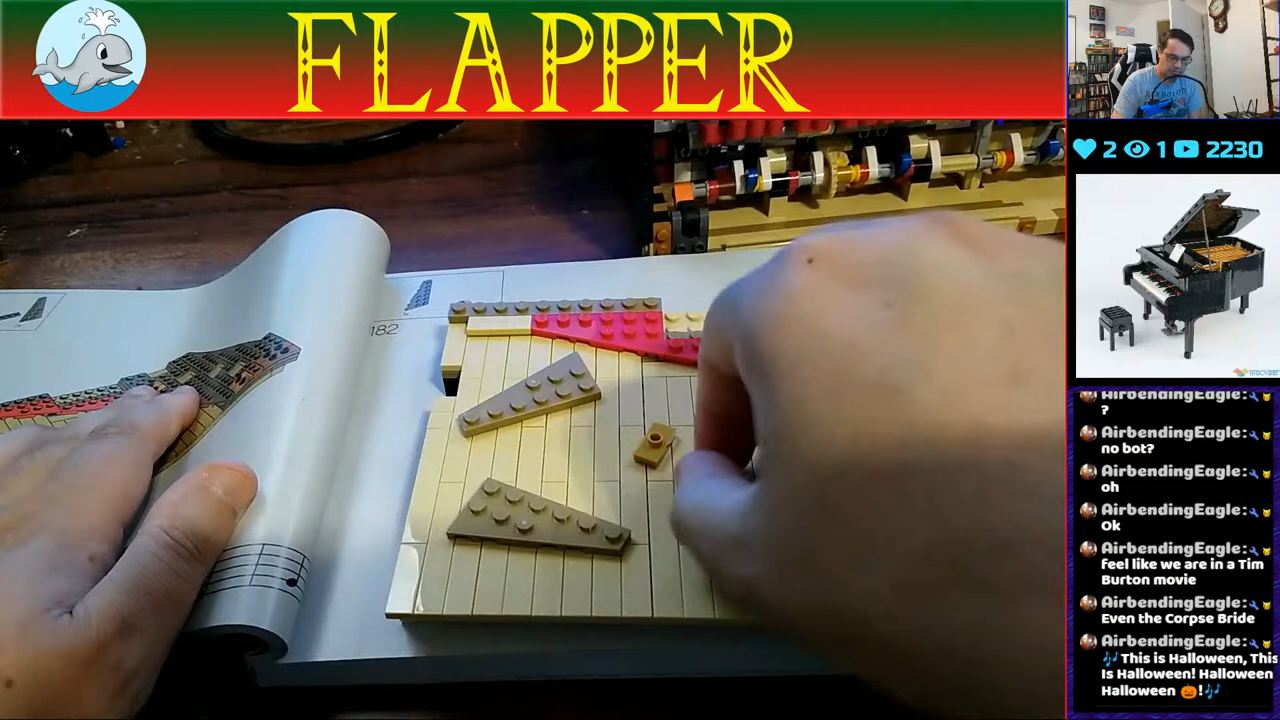 FLAPPER
2 1 2230
182
BRICKSET
AirbendingEagle:
?
AirbendingEagle:
no bot?
AirbendingEagle:
oh
AirbendingEagle:
Ok
AirbendingEagle:
feel like we are in a Tim
Burton movie
AirbendingEagle:
Even the Corpse Bride
AirbendingEagle:
🎶This is Halloween, This
Is Halloween! Halloween
Halloween 🎃!🎶